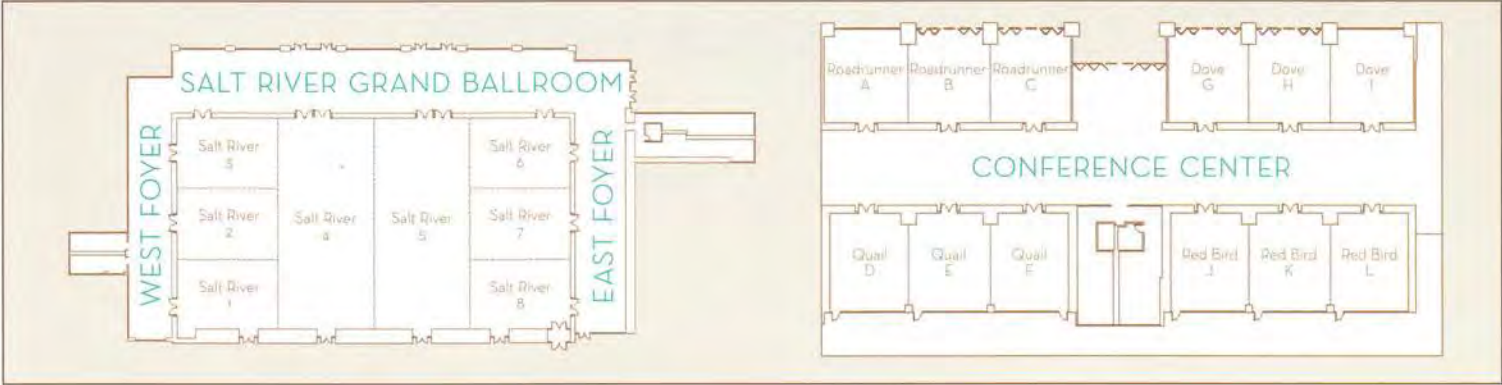 SALT RIVER GRAND BALLROOM
WEST FOYER
EAST FOYER
Salt River
3
Salt River
2
Salt River
1
Salt River
4
Salt River
5
Salt River
6
Salt River
7
Salt River
8
Roadrunner
A
Roadrunner
B
Roadrunner
C
Dove
G
Dove
H
Dove
I
CONFERENCE CENTER
Quail
D
Quail
E
Quail
F
Red Bird
J
Red Bird
K
Red Bird
L